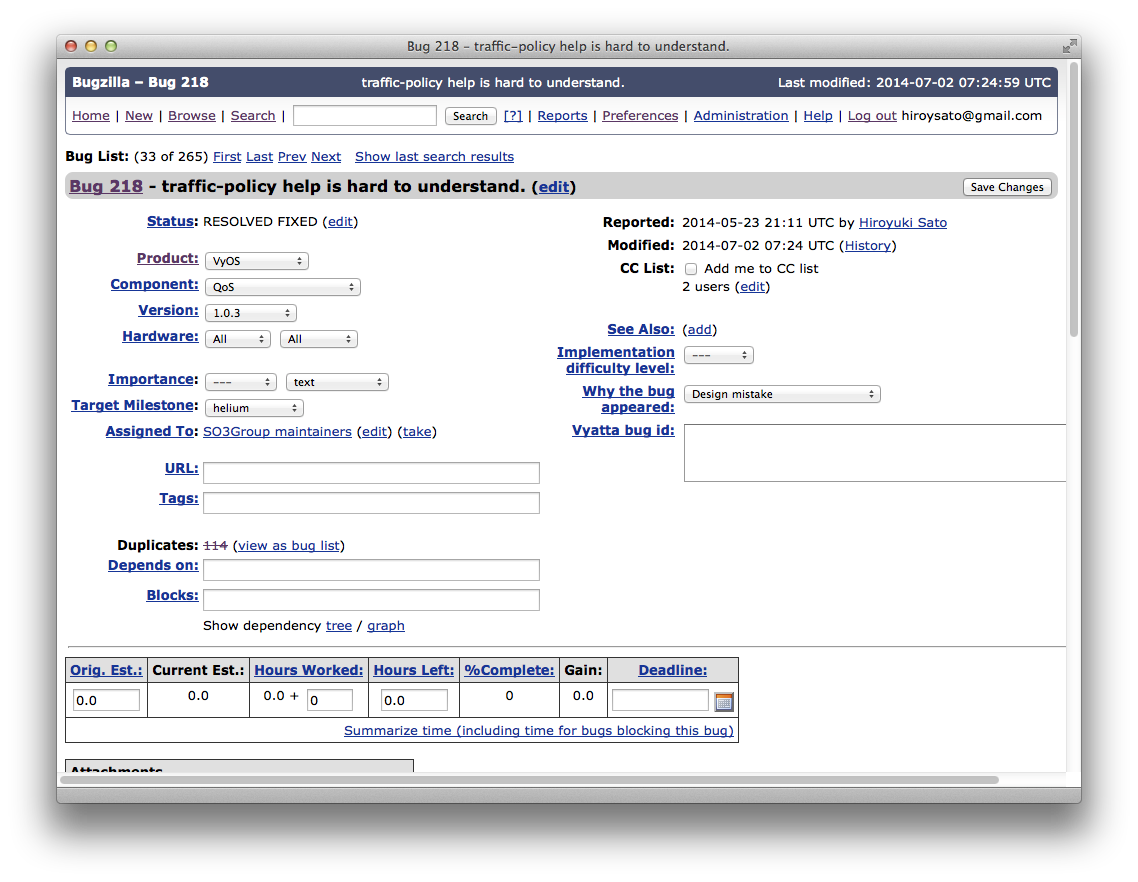 Bug 218 – traffic-policy help is hard to understand.
Bugzilla – Bug 218 traffic-policy help is hard to understand. Last modified: 2014-07-02 07:24:59 UTC
Home | New | Browse | Search | Search [?] | Reports | Preferences | Administration | Help | Log out hiroysato@gmail.com
Bug List: (33 of 265) First Last Prev Next Show last search results
Bug 218 - traffic-policy help is hard to understand. (edit) Save Changes
Status: RESOLVED FIXED (edit)
Product: VyOS
Component: QoS
Version: 1.0.3
Hardware: All All
Importance: --- text
Target Milestone: helium
Assigned To: SO3Group maintainers (edit) (take)
URL:
Tags:
Duplicates: 114 (view as bug list)
Depends on:
Blocks:
Show dependency tree / graph
Reported: 2014-05-23 21:11 UTC by Hiroyuki Sato
Modified: 2014-07-02 07:24 UTC (History)
CC List: Add me to CC list
2 users (edit)
See Also: (add)
Implementation
difficulty level: ---
Why the bug
appeared: Design mistake
Vyatta bug id:
Orig. Est.: Current Est.: Hours Worked: Hours Left: %Complete: Gain: Deadline:
0.0 0.0 0.0 + 0 0.0 0 0.0
Summarize time (including time for bugs blocking this bug)
Attachments